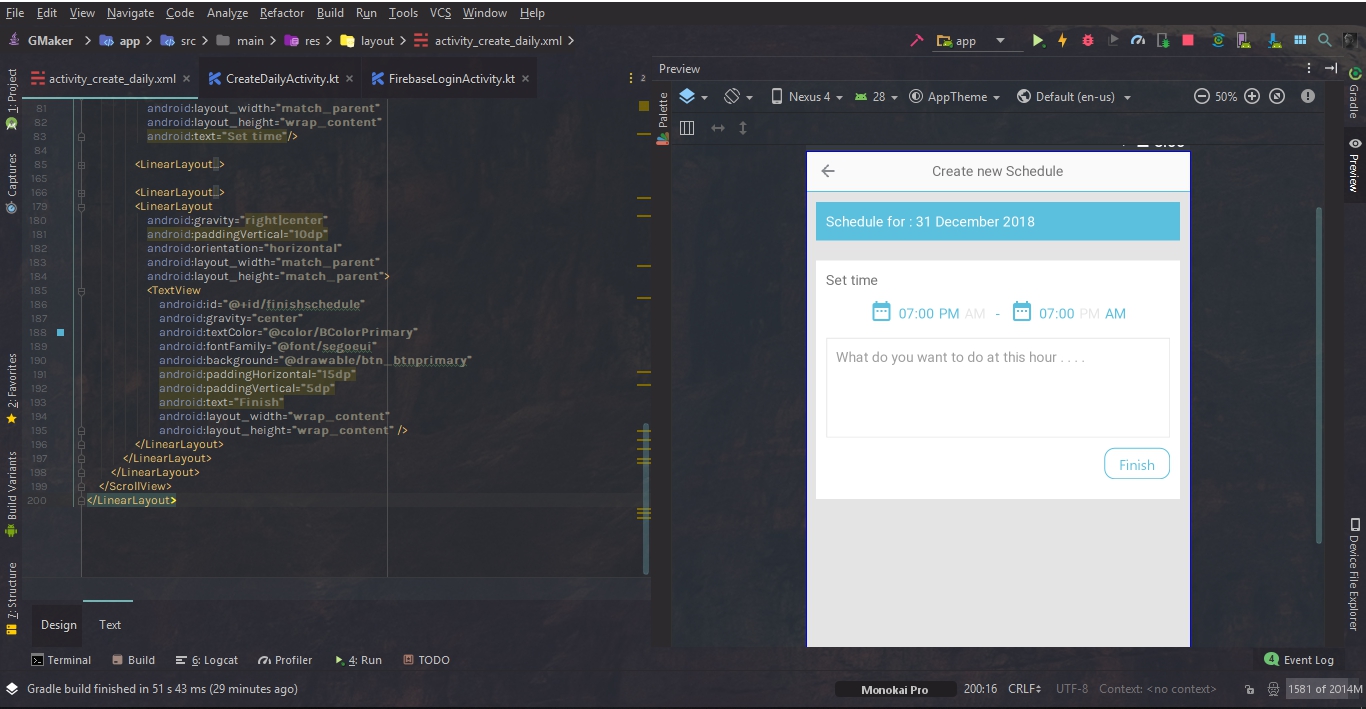 File Edit View Navigate Code Analyze Refactor Build Run Tools VCS Window Help
GMaker app src main res layout activity_create_daily.xml app
activity_create_daily.xml CreateDailyActivity.kt FirebaseLoginActivity.kt 2
Preview
Nexus 4 28 AppTheme Default (en-us) 50%
1: Project
Captures
2: Favorites
Build Variants
7: Structure
81 android:layout_width="match_parent"
82 android:layout_height="wrap_content"
83 android:text="Set time"/>
84
85 <LinearLayout..>
165
166 <LinearLayout..>
179 <LinearLayout
180 android:gravity="right|center"
181 android:paddingVertical="10dp"
182 android:orientation="horizontal"
183 android:layout_width="match_parent"
184 android:layout_height="match_parent">
185 <TextView
186 android:id="@+id/finishschedule"
187 android:gravity="center"
188 android:textColor="@color/BColorPrimary"
189 android:fontFamily="@font/segoeui"
190 android:background="@drawable/btn_btnprimary"
191 android:paddingHorizontal="15dp"
192 android:paddingVertical="5dp"
193 android:text="Finish"
194 android:layout_width="wrap_content"
195 android:layout_height="wrap_content" />
196 </LinearLayout>
197 </LinearLayout>
198 </LinearLayout>
199 </ScrollView>
200 </LinearLayout>
Palette
Create new Schedule
Schedule for : 31 December 2018
Set time
07:00 PM AM - 07:00 PM AM
What do you want to do at this hour . . . .
Finish
Gradle
Preview
Device File Explorer
Design Text
Terminal Build 6: Logcat Profiler 4: Run TODO 4 Event Log
Gradle build finished in 51 s 43 ms (29 minutes ago) Monokai Pro 200:16 CRLF UTF-8 Context: <no context> 1581 of 2014M